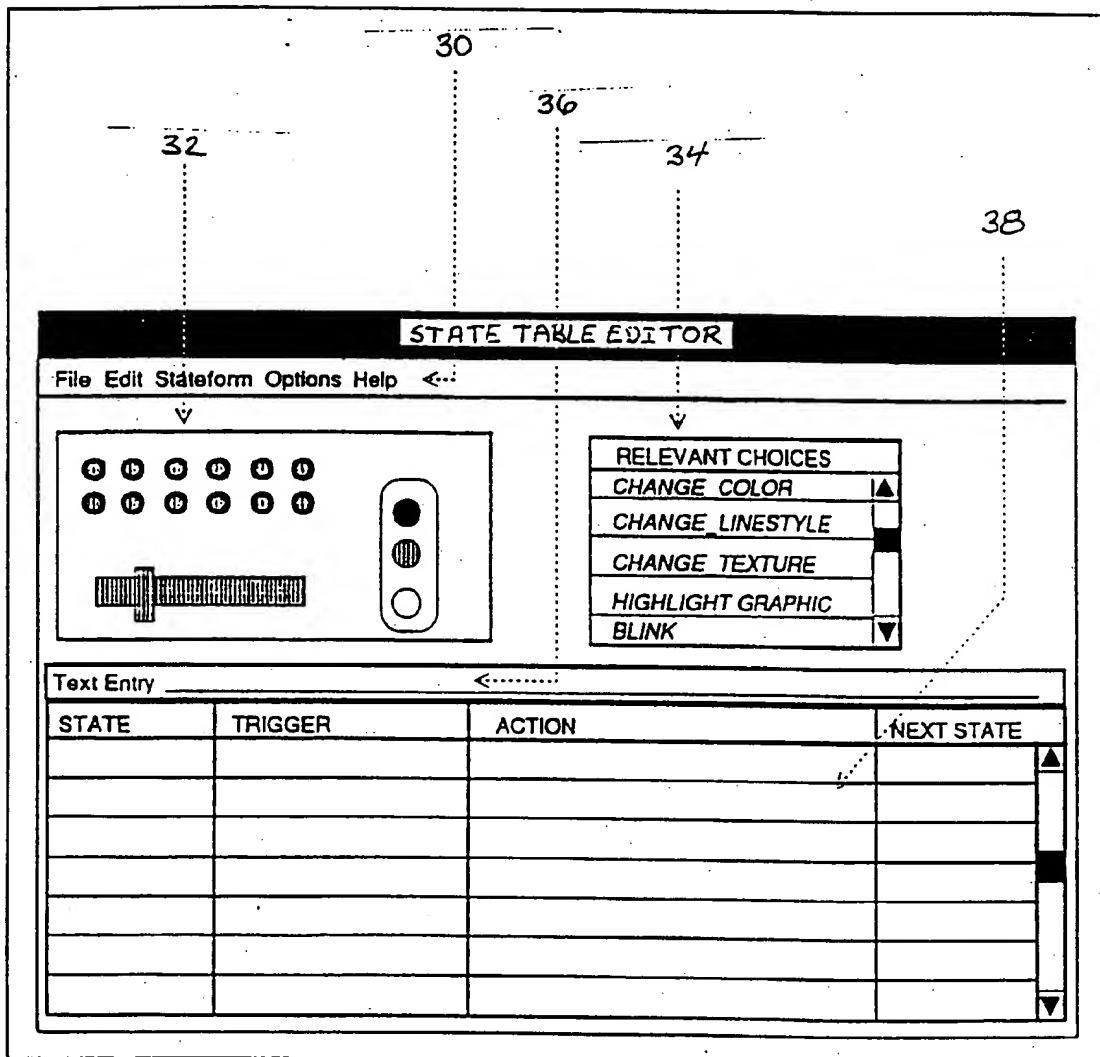 30
36
32
34
38
STATE TABLE EDITOR
File Edit Stateform Options Help
RELEVANT CHOICES
CHANGE_COLOR
CHANGE_LINESTYLE
CHANGE_TEXTURE
HIGHLIGHT GRAPHIC
BLINK
Text Entry
STATE TRIGGER ACTION NEXT STATE